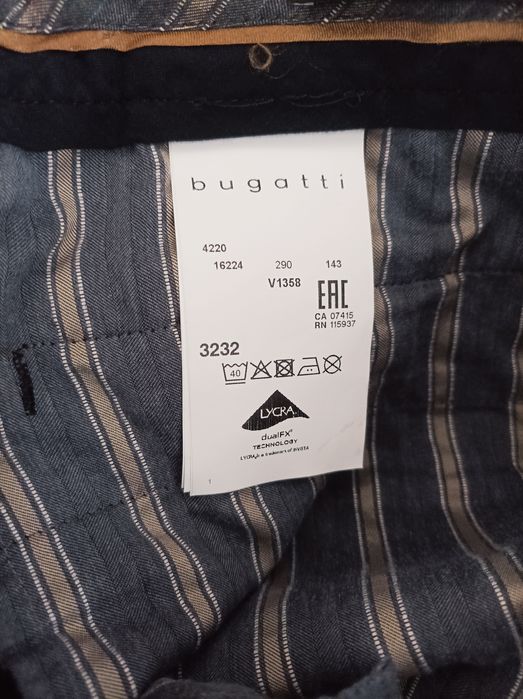 bugatti
4220
16224 290 143
V1358
EAC
CA 07415
RN 115937
3232
40
LYCRA
dualFX®
TECHNOLOGY
LYCRA® is a trademark of INVISTA
1